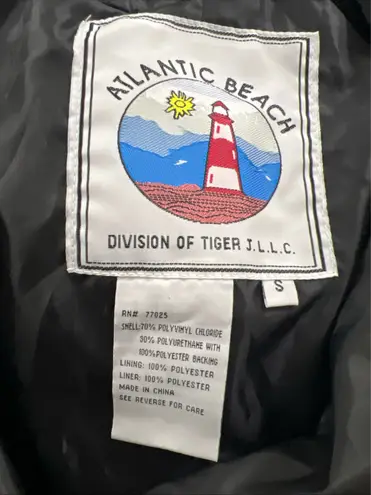 ATLANTIC BEACH
DIVISION OF TIGER J.L.L.C.
S
RN# 77025
SHELL:70% POLYVINYL CHLORIDE
30% POLYURETHANE WITH
100%POLYESTER BACKING
LINING: 100% POLYESTER
LINER: 100% POLYESTER
MADE IN CHINA
SEE REVERSE FOR CARE